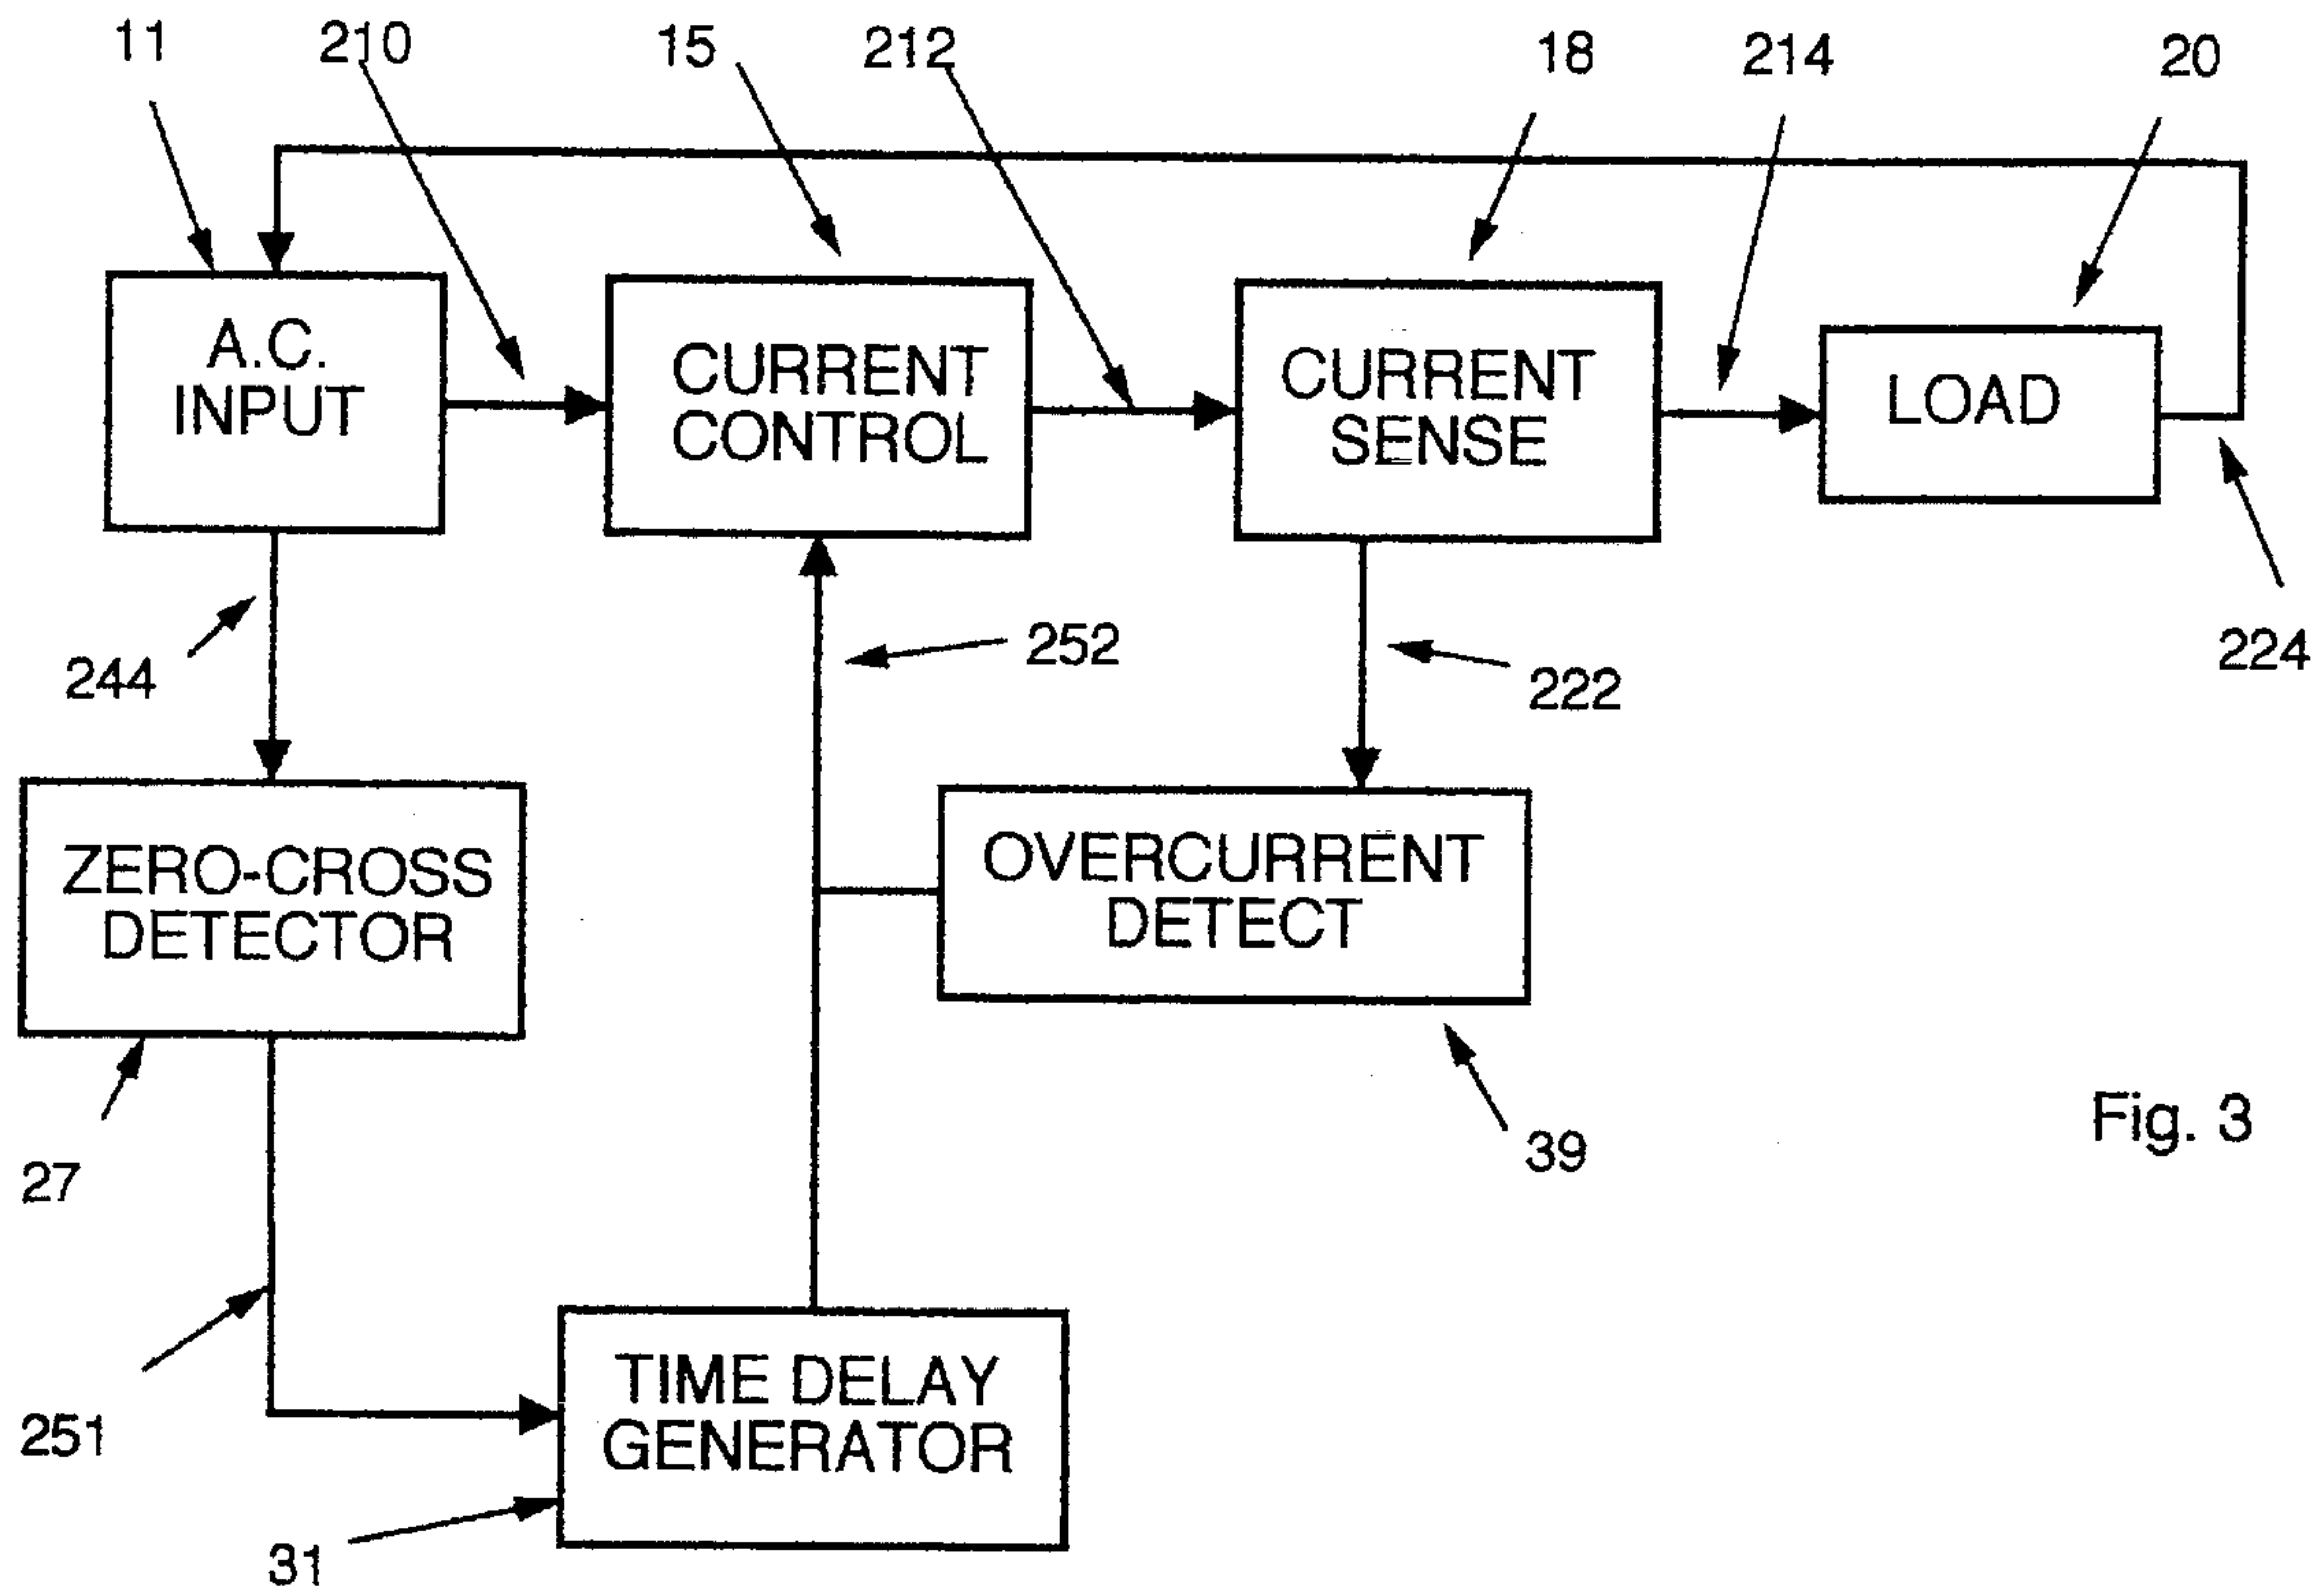 11
210
15
212
18
214
20
A.C.
INPUT
CURRENT
CONTROL
CURRENT
SENSE
LOAD
244
252
222
224
ZERO-CROSS
DETECTOR
OVERCURRENT
DETECT
27
39
Fig. 3
251
TIME DELAY
GENERATOR
31